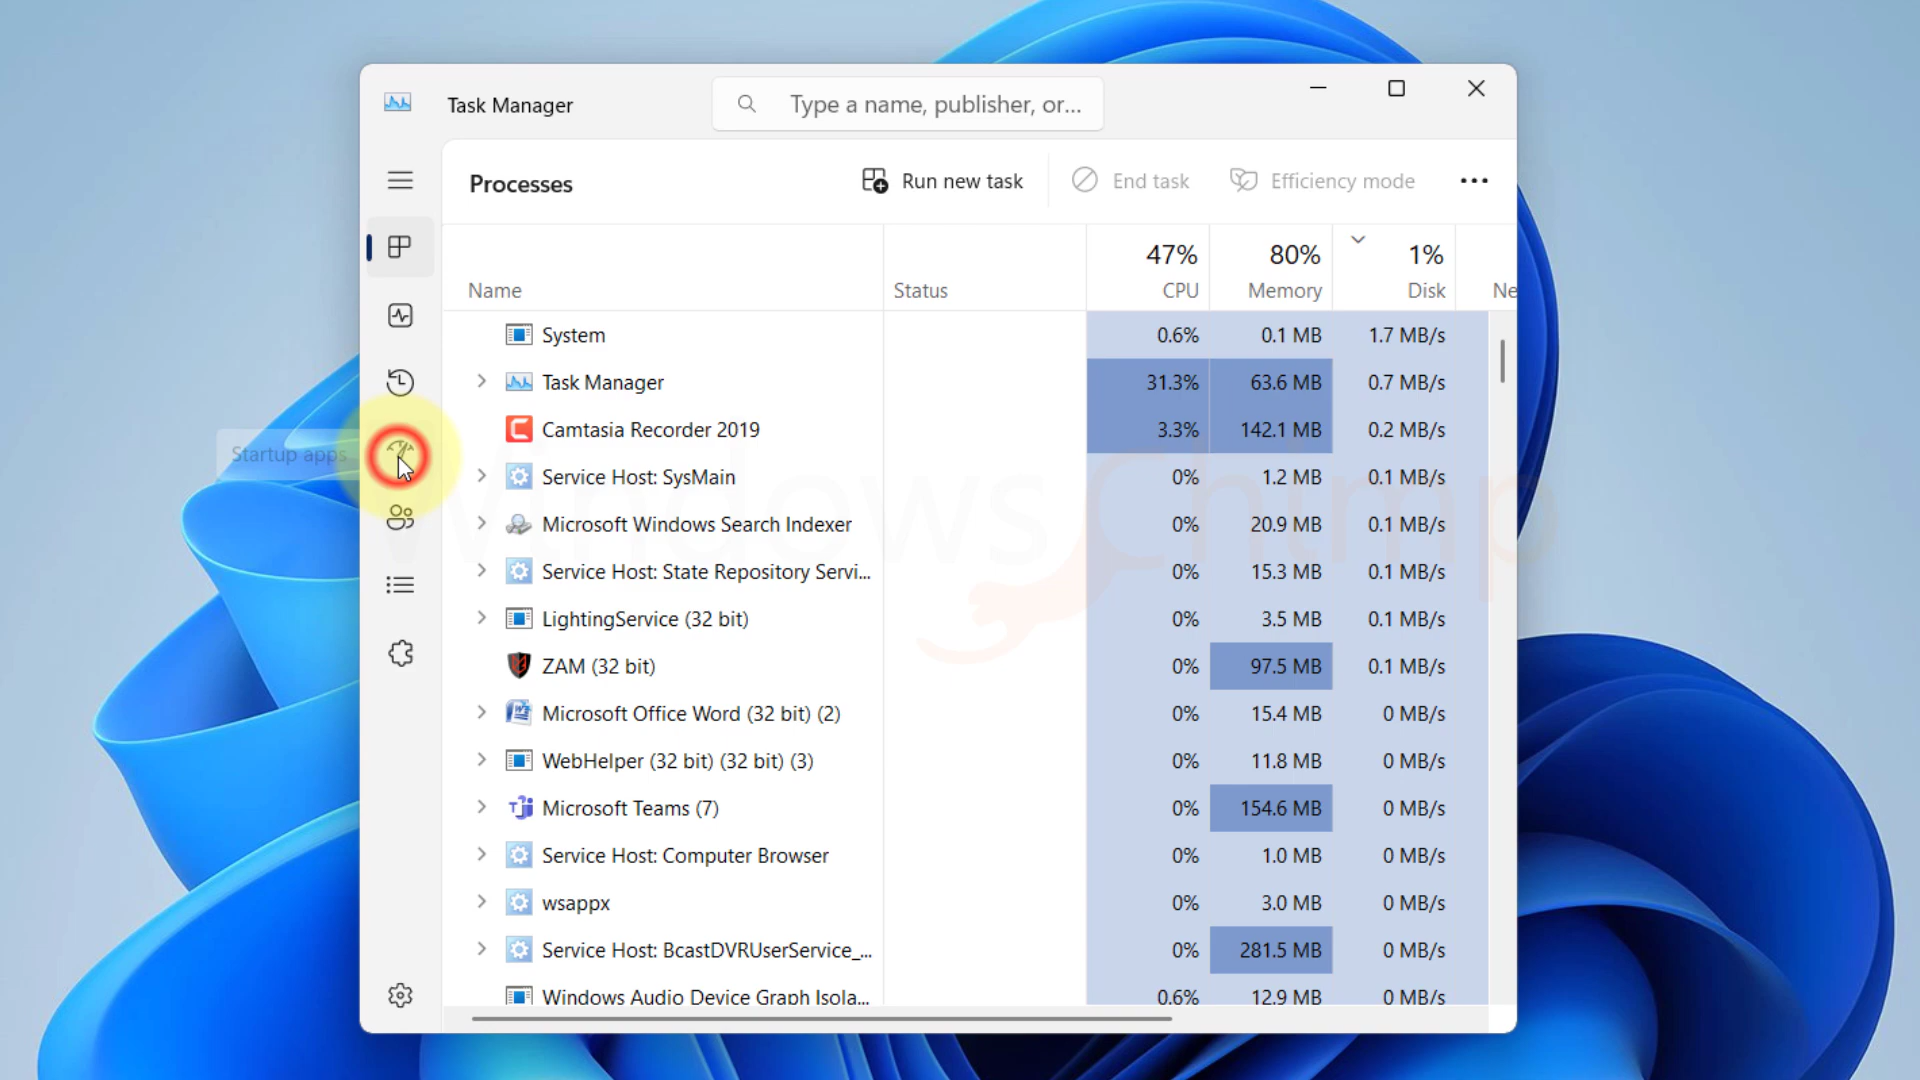 Task Manager
Type a name, publisher, or...
Processes
Run new task
End task
Efficiency mode
Name
Status
47%
CPU
80%
Memory
1%
Disk
Ne
System 0.6% 0.1 MB 1.7 MB/s
Task Manager 31.3% 63.6 MB 0.7 MB/s
Camtasia Recorder 2019 3.3% 142.1 MB 0.2 MB/s
Startup apps
Service Host: SysMain 0% 1.2 MB 0.1 MB/s
Microsoft Windows Search Indexer 0% 20.9 MB 0.1 MB/s
WindowsChimp
Service Host: State Repository Servi... 0% 15.3 MB 0.1 MB/s
LightingService (32 bit) 0% 3.5 MB 0.1 MB/s
ZAM (32 bit) 0% 97.5 MB 0.1 MB/s
Microsoft Office Word (32 bit) (2) 0% 15.4 MB 0 MB/s
WebHelper (32 bit) (32 bit) (3) 0% 11.8 MB 0 MB/s
Microsoft Teams (7) 0% 154.6 MB 0 MB/s
Service Host: Computer Browser 0% 1.0 MB 0 MB/s
wsappx 0% 3.0 MB 0 MB/s
Service Host: BcastDVRUserService_... 0% 281.5 MB 0 MB/s
Windows Audio Device Graph Isola... 0.6% 12.9 MB 0 MB/s